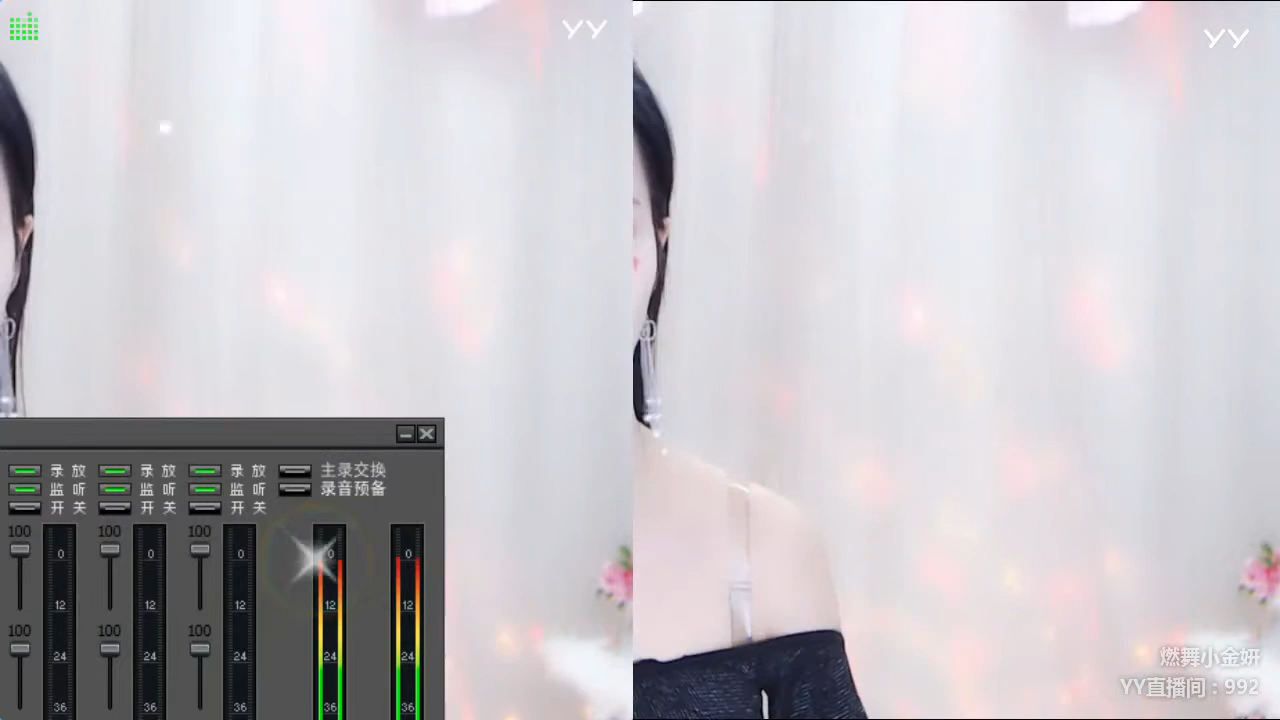 YY
YY
录 放 录 放 录 放 主录交换
监 听 监 听 监 听 录音预备
开 关 开 关 开 关
100 100 100
0 0 0 0 0
12 12 12 12 12
100 100 100
24 24 24 24 24
36 36 36 36 36
燃舞小金妍
YY直播间：992